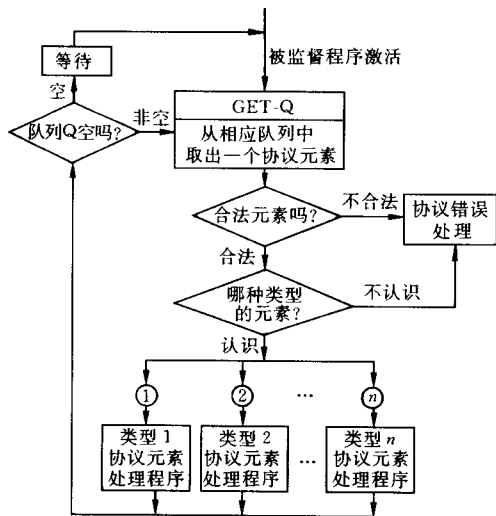 被监督程序激活
等待
空
队列Q空吗?
非空
GET-Q
从相应队列中
取出一个协议元素
合法元素吗?
不合法
协议错误
处理
合法
哪种类型
的元素?
不认识
认识
1
2
…
n
类型1
协议元素
处理程序
类型2
协议元素
处理程序
…
类型n
协议元素
处理程序